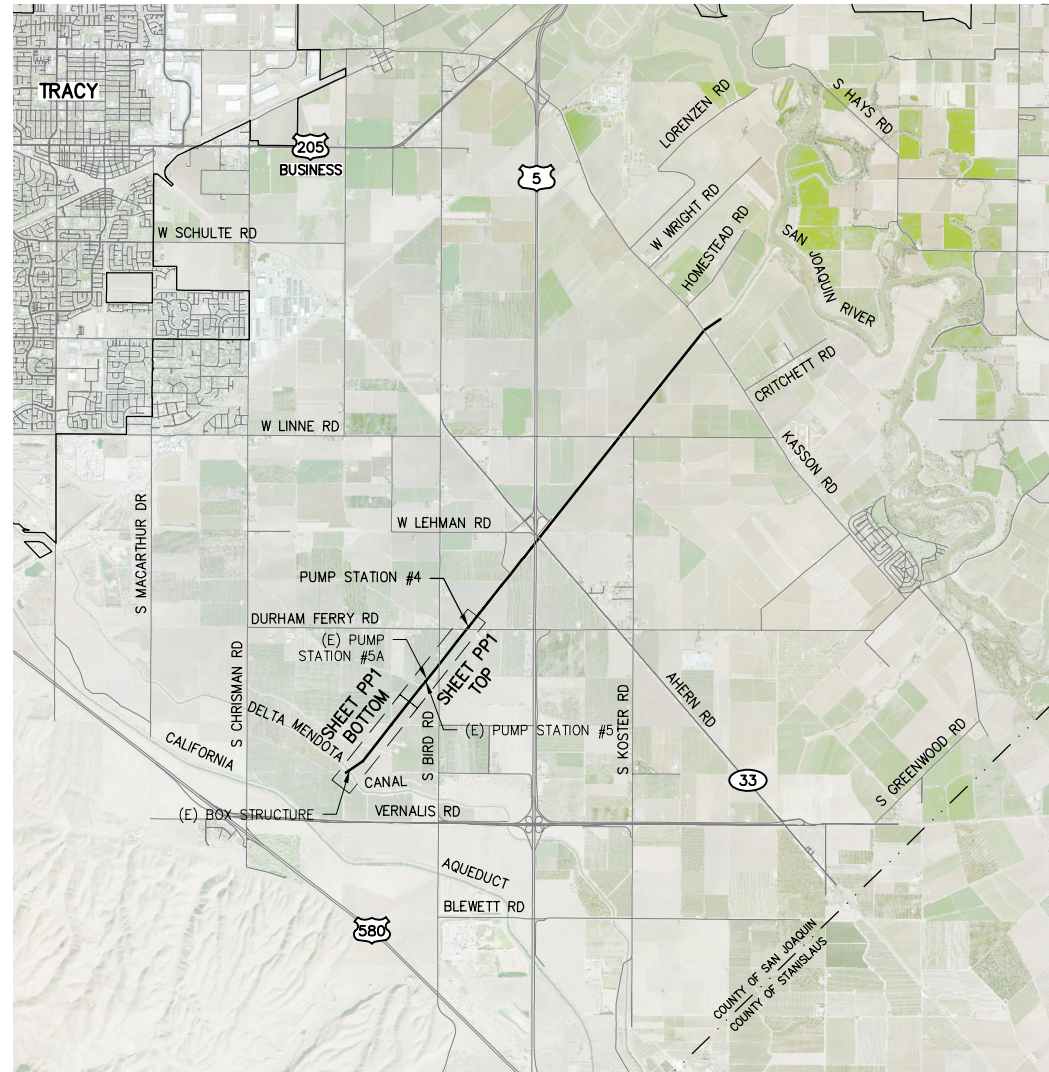 TRACY
205
BUSINESS
5
LORENZEN RD
S HAYS RD
W WRIGHT RD
HOMESTEAD RD
SAN JOAQUIN RIVER
W SCHULTE RD
CRITCHETT RD
W LINNE RD
KASSON RD
S MACARTHUR DR
W LEHMAN RD
PUMP STATION #4
DURHAM FERRY RD
(E) PUMP
STATION #5A
SHEET PP1
BOTTOM
SHEET PP1
TOP
S CHRISMAN RD
DELTA MENDOTA
CANAL
S BIRD RD
(E) PUMP STATION #5
S KOSTER RD
AHERN RD
CALIFORNIA
AQUEDUCT
(E) BOX STRUCTURE
VERNALIS RD
33
S GREENWOOD RD
BLEWETT RD
580
COUNTY OF SAN JOAQUIN
COUNTY OF STANISLAUS